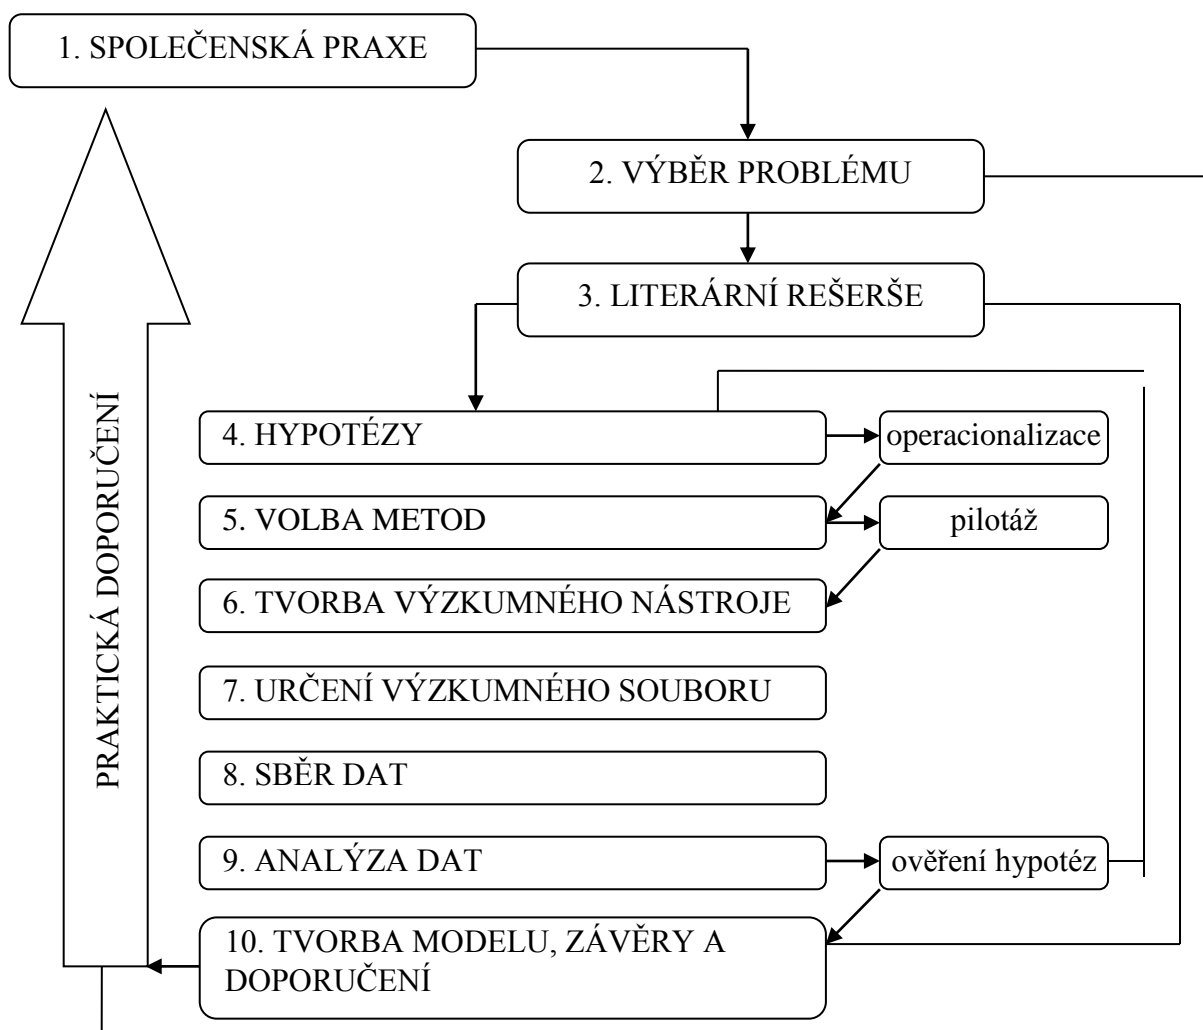 1. SPOLEČENSKÁ PRAXE
2. VÝBĚR PROBLÉMU
3. LITERÁRNÍ REŠERŠE
4. HYPOTÉZY
operacionalizace
5. VOLBA METOD
pilotáž
6. TVORBA VÝZKUMNÉHO NÁSTROJE
7. URČENÍ VÝZKUMNÉHO SOUBORU
8. SBĚR DAT
9. ANALÝZA DAT
ověření hypotéz
10. TVORBA MODELU, ZÁVĚRY A
DOPORUČENÍ
PRAKTICKÁ DOPORUČENÍ